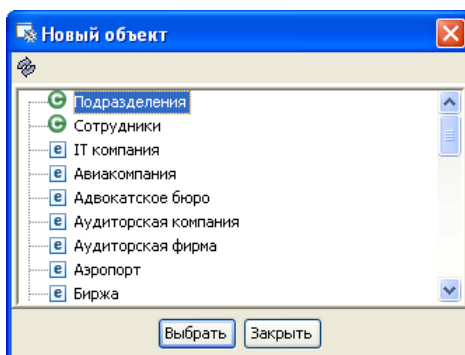 Новый объект
Подразделения
Сотрудники
IT компания
Авиакомпания
Адвокатское бюро
Аудиторская компания
Аудиторская фирма
Аэропорт
Биржа
Выбрать Закрыть